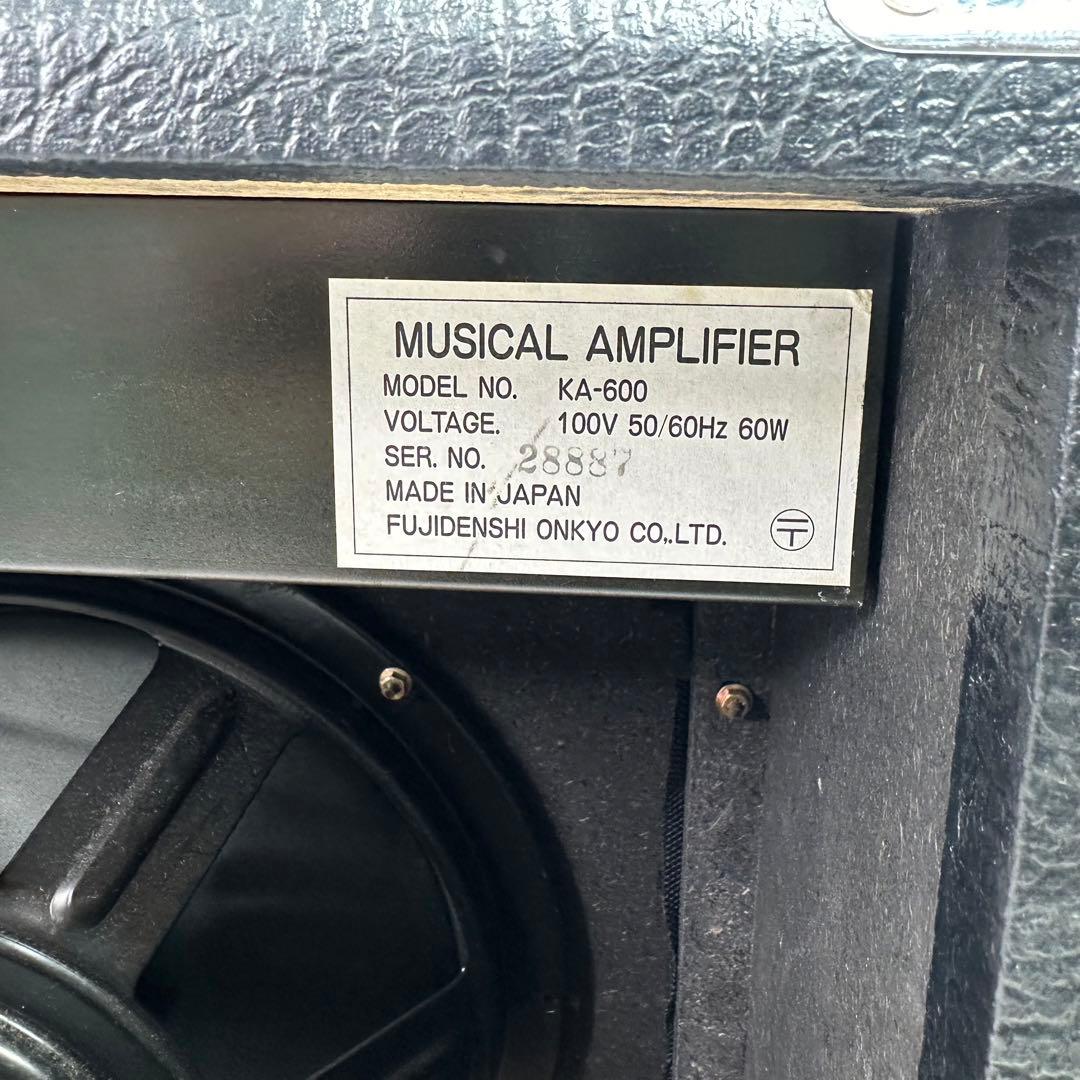 MUSICAL AMPLIFIER
MODEL NO. KA-600
VOLTAGE. 100V 50/60Hz 60W
SER. NO. 28887
MADE IN JAPAN
FUJIDENSHI ONKYO CO,.LTD.